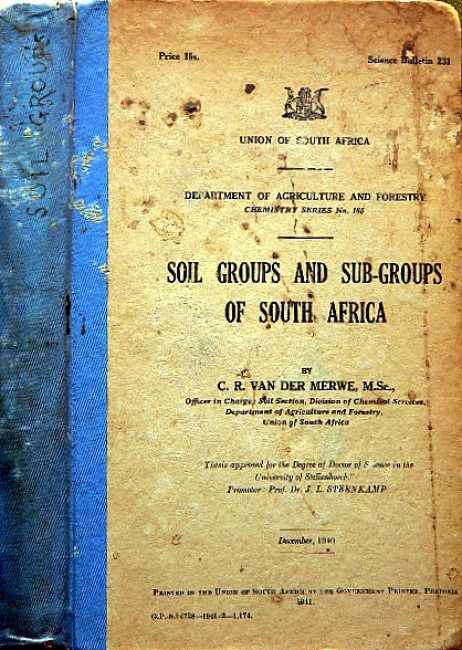 SOIL GROUPS
Price 15s.
Science Bulletin 231
UNION OF SOUTH AFRICA
DEPARTMENT OF AGRICULTURE AND FORESTRY
CHEMISTRY SERIES No. 165
SOIL GROUPS AND SUB-GROUPS
OF SOUTH AFRICA
BY
C. R. VAN DER MERWE, M.Sc.,
Officer in Charge, Soil Section, Division of Chemical Services,
Department of Agriculture and Forestry,
Union of South Africa
Thesis approved for the Degree of Doctor of Science in the
University of Stellenbosch.
Promotor: Prof. Dr. J. L. STEENKAMP
December, 1940
PRINTED IN THE UNION OF SOUTH AFRICA BY THE GOVERNMENT PRINTER, PRETORIA
1941.